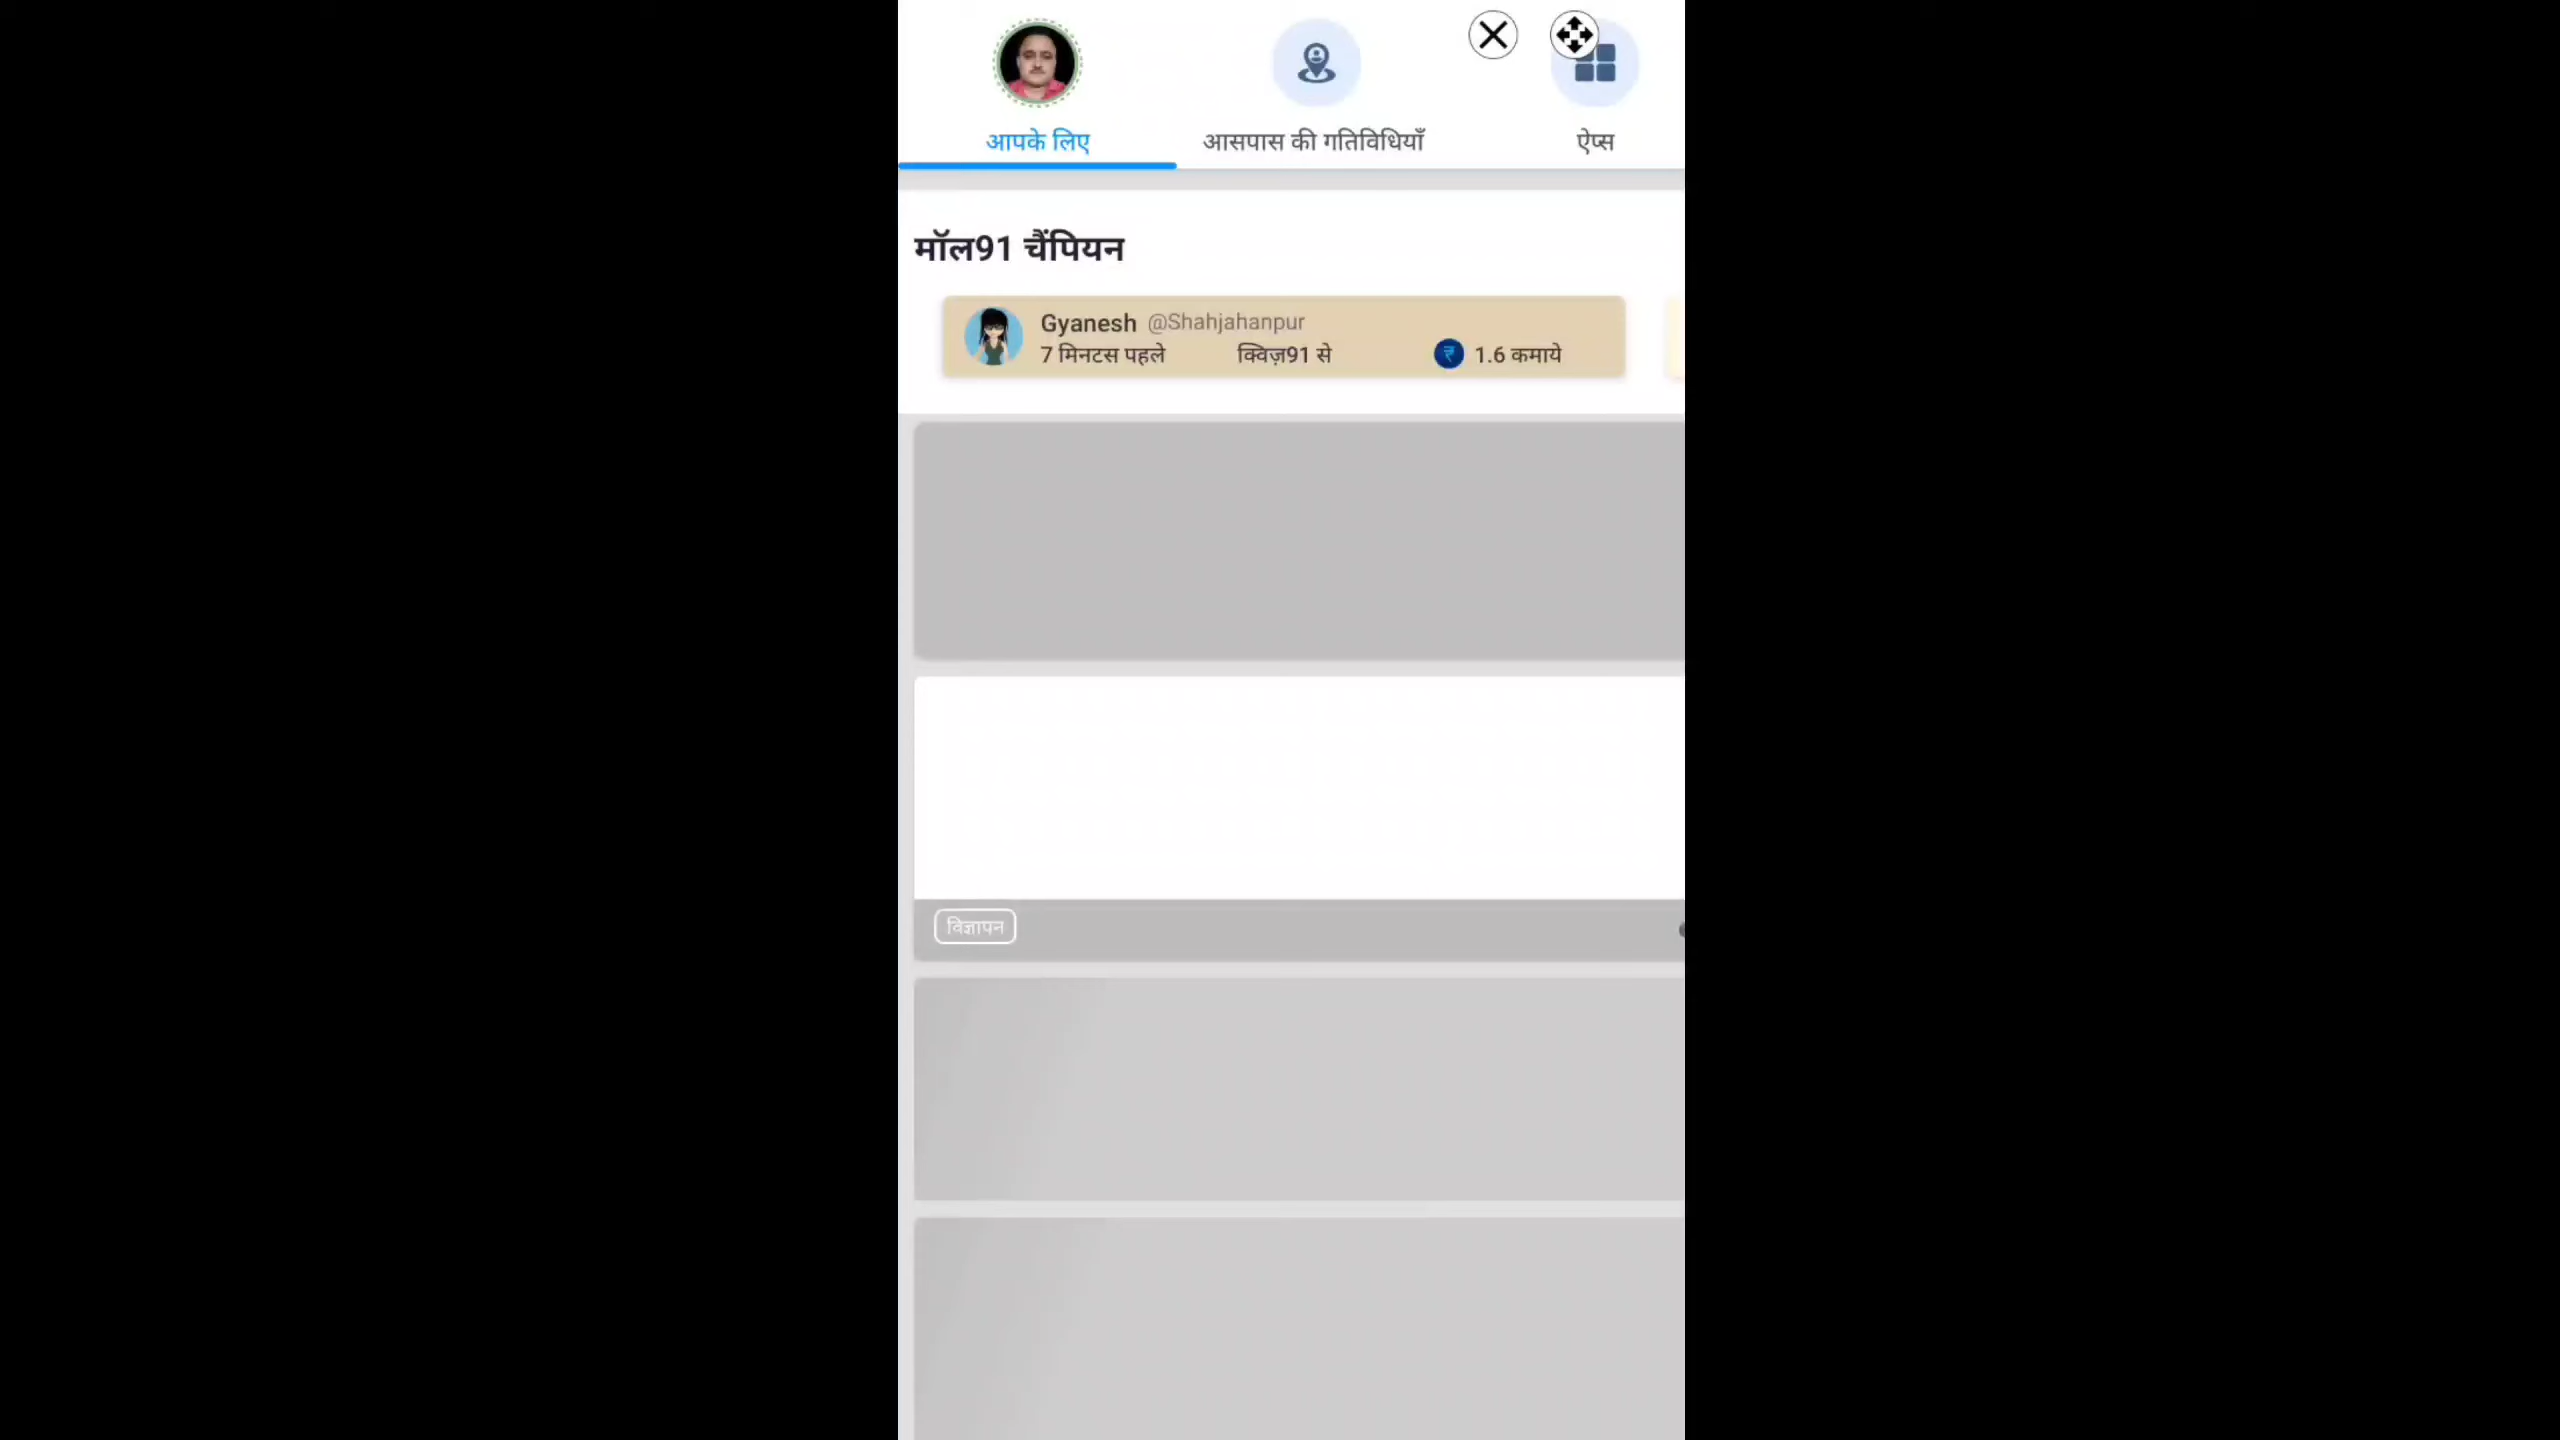 आपके लिए
आसपास की गतिविधियाँ
ऐप्स
मॉल91 चैंपियन
Gyanesh @Shahjahanpur
7 मिनटस पहले क्विज़91 से ₹ 1.6 कमाये
विज्ञापन